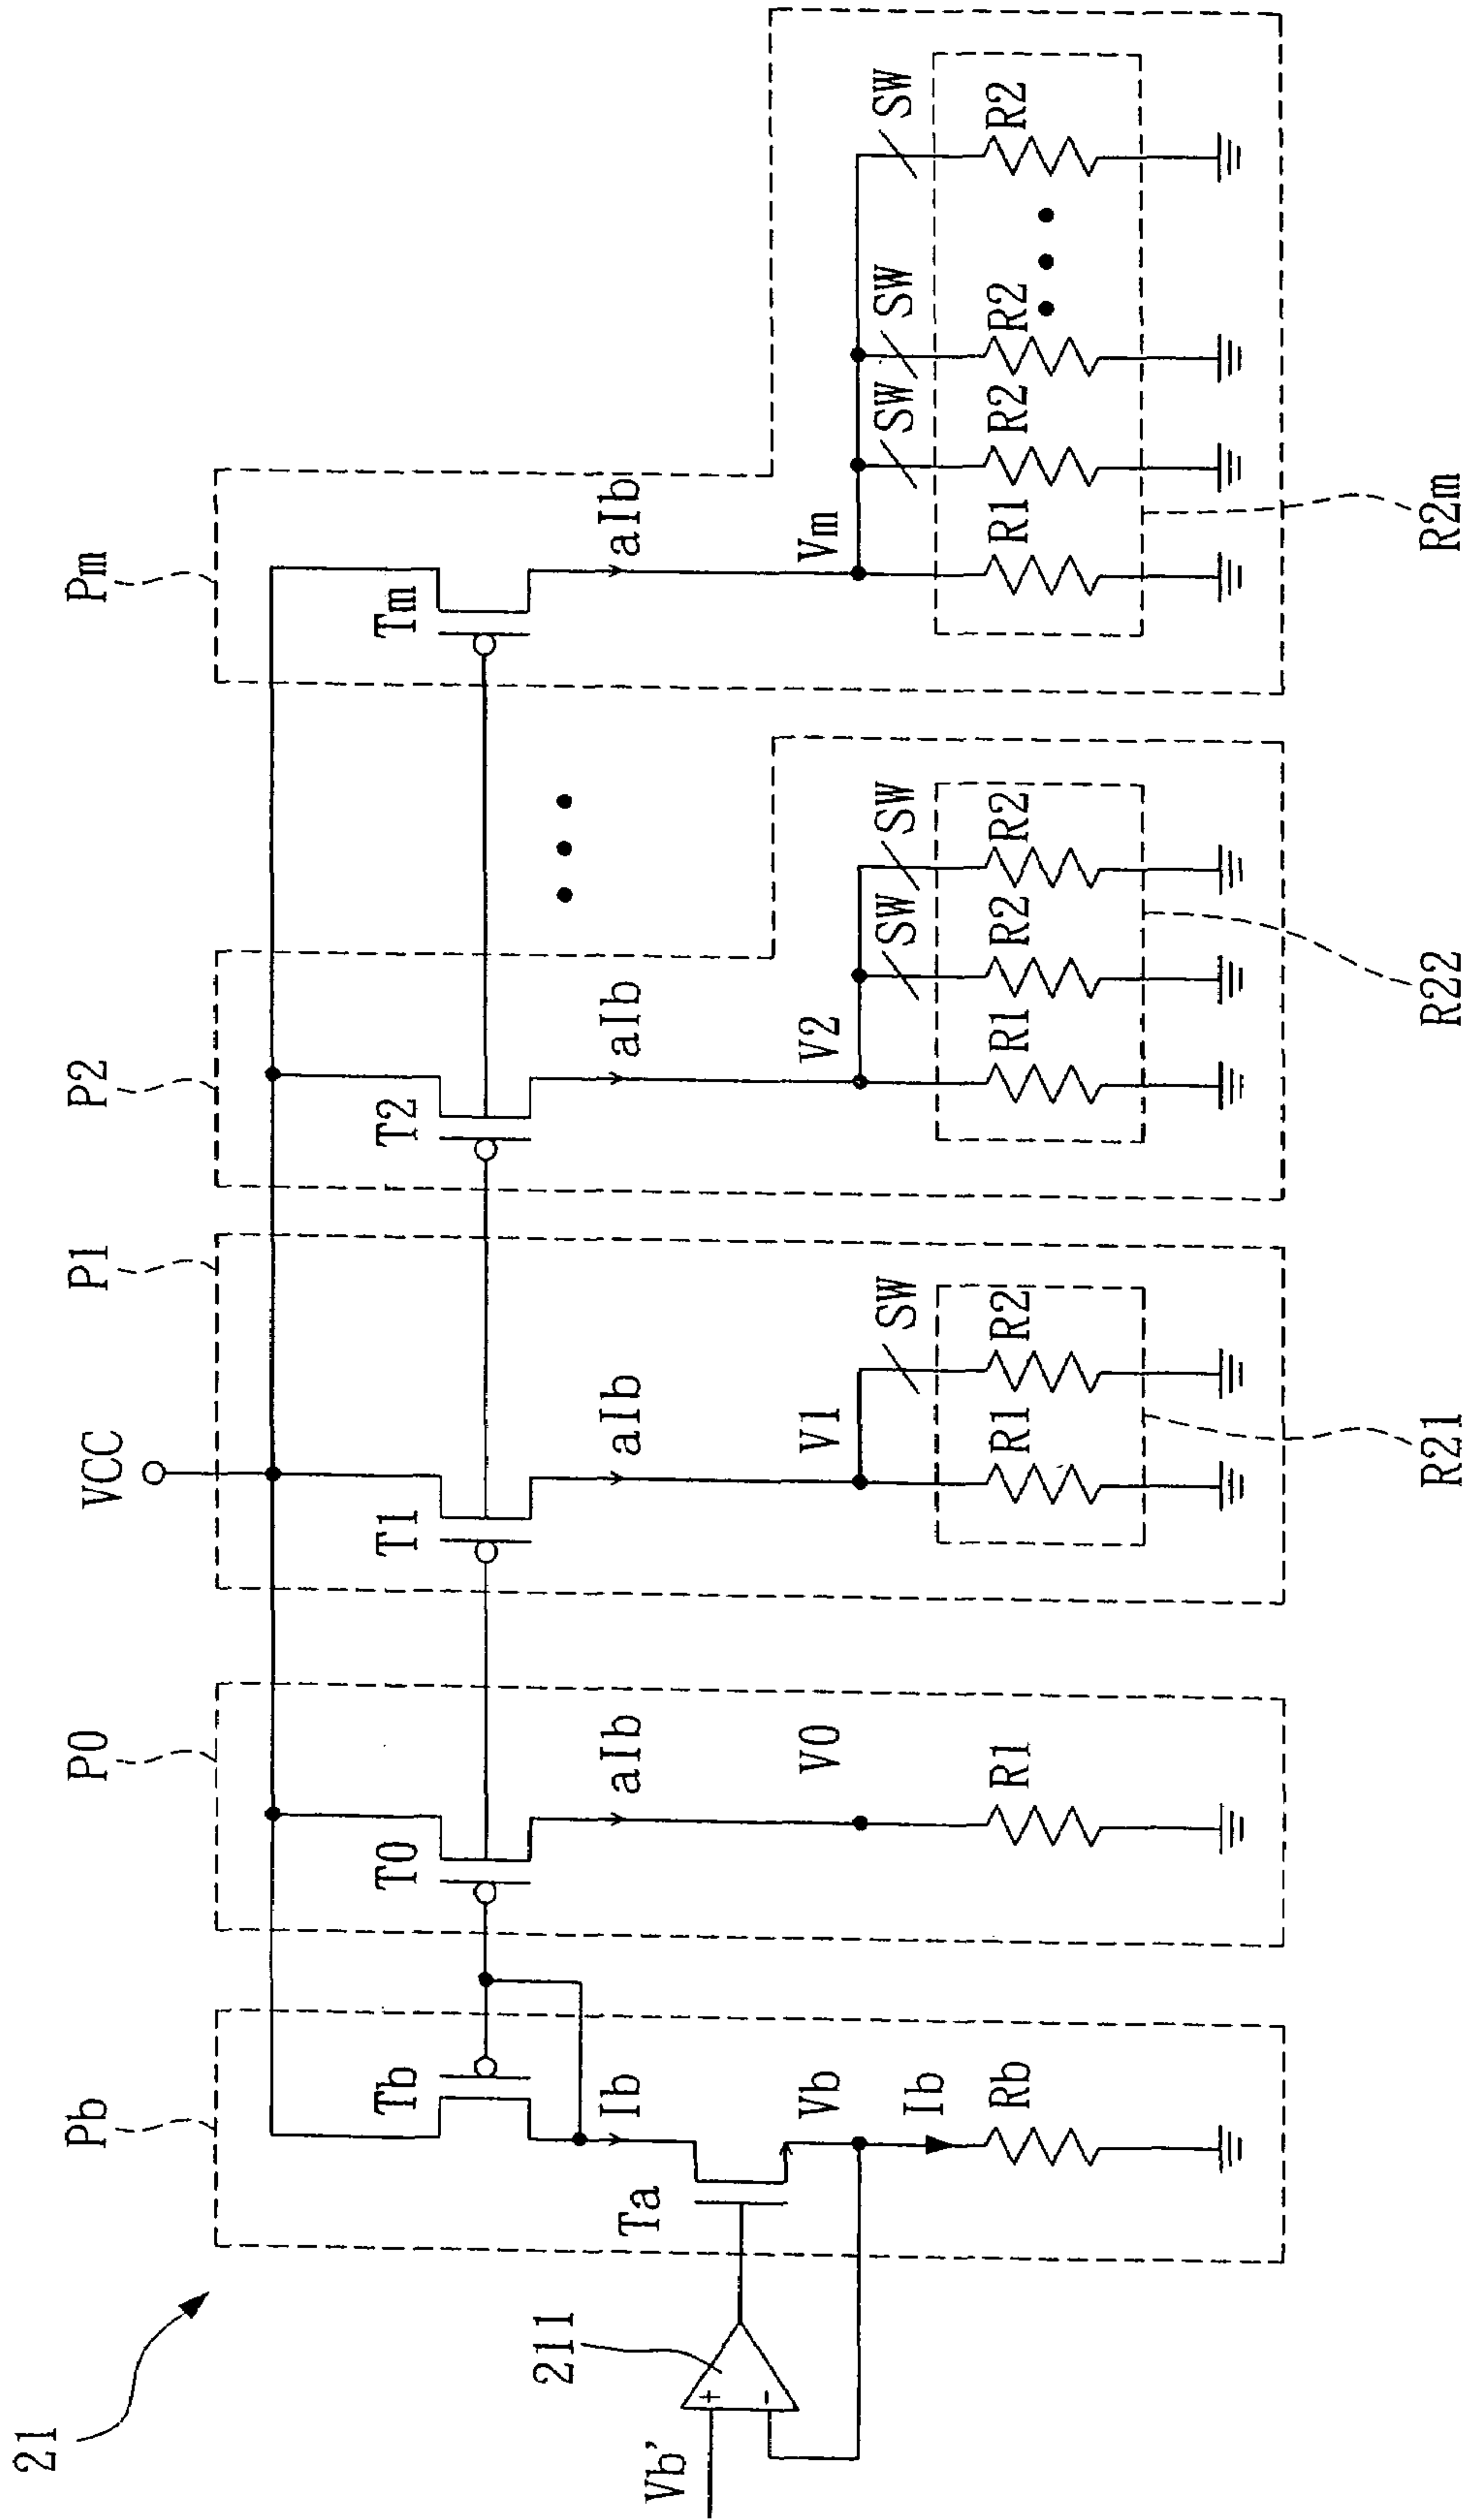 21
Pb
P0
P1
P2
Pm
VCC
Tb
T0
T1
T2
Tm
Ib
aIb
aIb
aIb
aIb
Ta
211
Vb'
+
-
Vb
V0
V1
V2
Vm
Ib
SW
SW
SW
SW
SW
SW
Rb
R1
R1
R2
R1
R2
R2
R1
R2
R2
R2
R21
R22
R2m